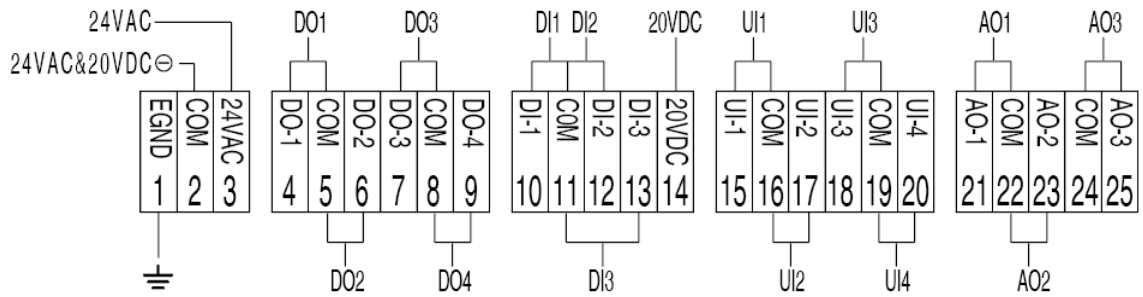 24VAC DO1 DO3 DI1 DI2 20VDC UI1 UI3 AO1 AO3
24VAC&20VDC⊖
EGND COM 24VAC DO-1 COM DO-2 DO-3 COM DO-4 DI-1 COM DI-2 DI-3 20VDC UI-1 COM UI-2 UI-3 COM UI-4 AO-1 COM AO-2 COM AO-3
1 2 3 4 5 6 7 8 9 10 11 12 13 14 15 16 17 18 19 20 21 22 23 24 25
DO2 DO4 DI3 UI2 UI4 AO2